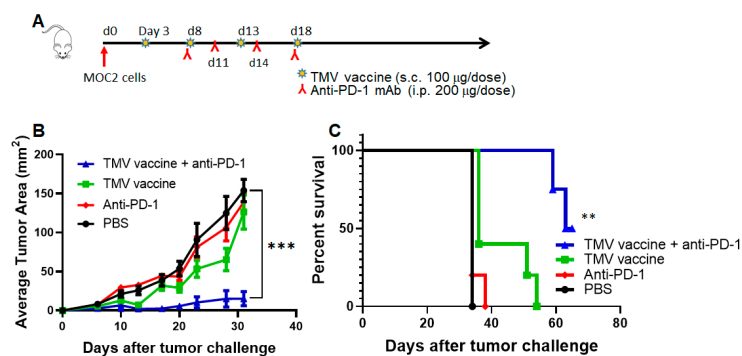 A
d0 Day 3 d8 d13 d18
d11 d14
MOC2 cells
TMV vaccine (s.c. 100 µg/dose)
Anti-PD-1 mAb (i.p. 200 µg/dose)
B
Average Tumor Area (mm²)
200
150
100
50
0
TMV vaccine + anti-PD-1
TMV vaccine
Anti-PD-1
PBS
***
0 10 20 30 40
Days after tumor challenge
C
Percent survival
100
50
0
**
TMV vaccine + anti-PD-1
TMV vaccine
Anti-PD-1
PBS
0 20 40 60 80
Days after tumor challenge